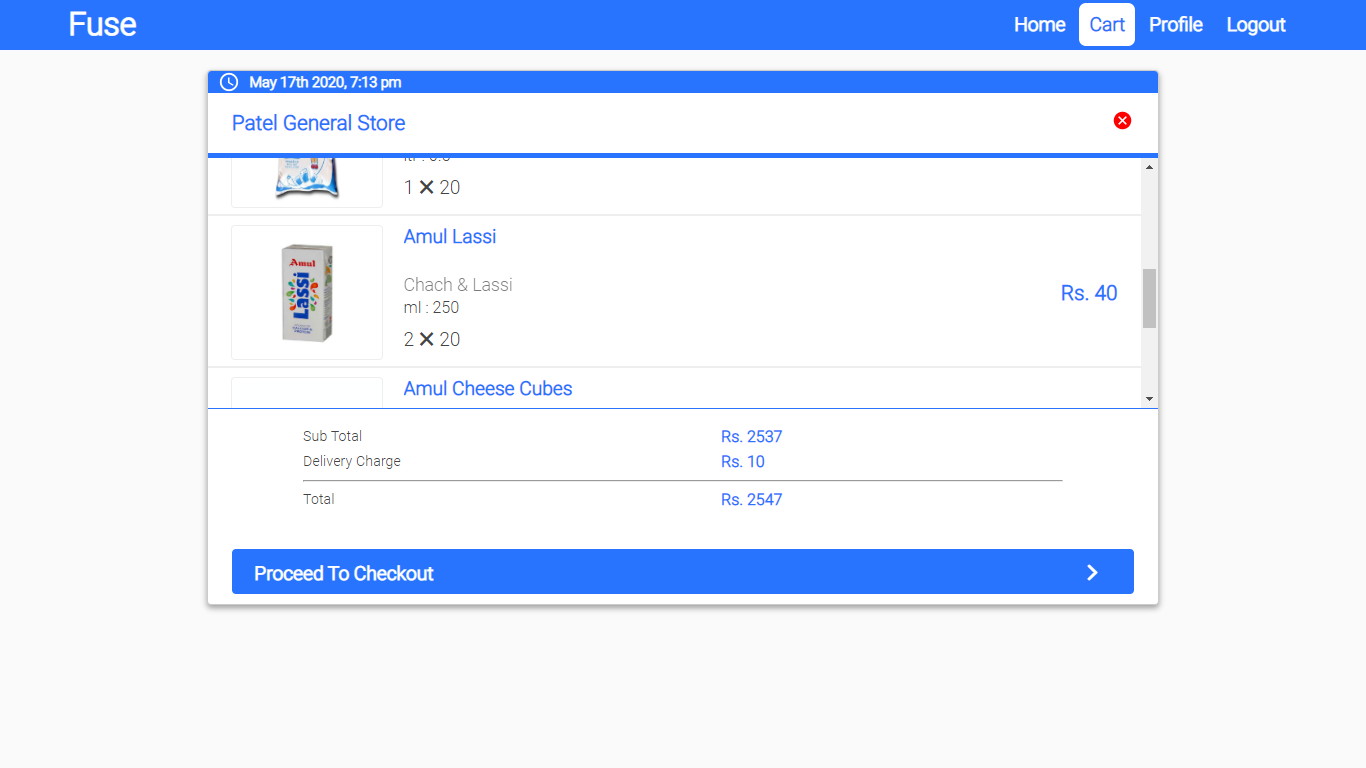 Fuse
Home Cart Profile Logout
May 17th 2020, 7:13 pm
Patel General Store
1 ✕ 20
Amul Lassi
Amul
Lassi
Chach & Lassi
ml : 250
Rs. 40
2 ✕ 20
Amul Cheese Cubes
Sub Total Rs. 2537
Delivery Charge Rs. 10
Total Rs. 2547
Proceed To Checkout